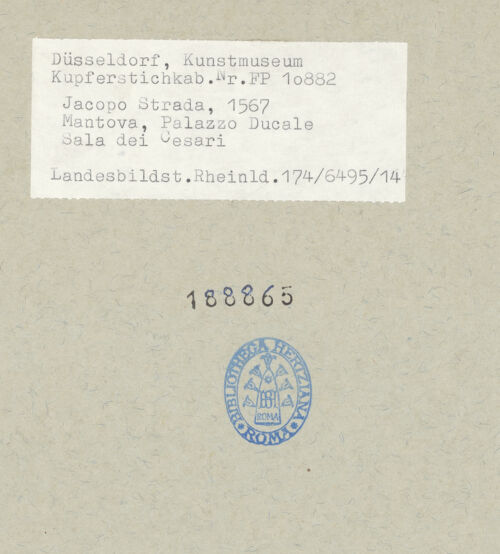 Düsseldorf, Kunstmuseum
Kupferstichkab.Nr.FP 10882
Jacopo Strada, 1567
Mantova, Palazzo Ducale
Sala dei Cesari
Landesbildst.Rheinld.174/6495/14
188865
BIBLIOTHECA HERTZIANA
ROMA
* ROMA *